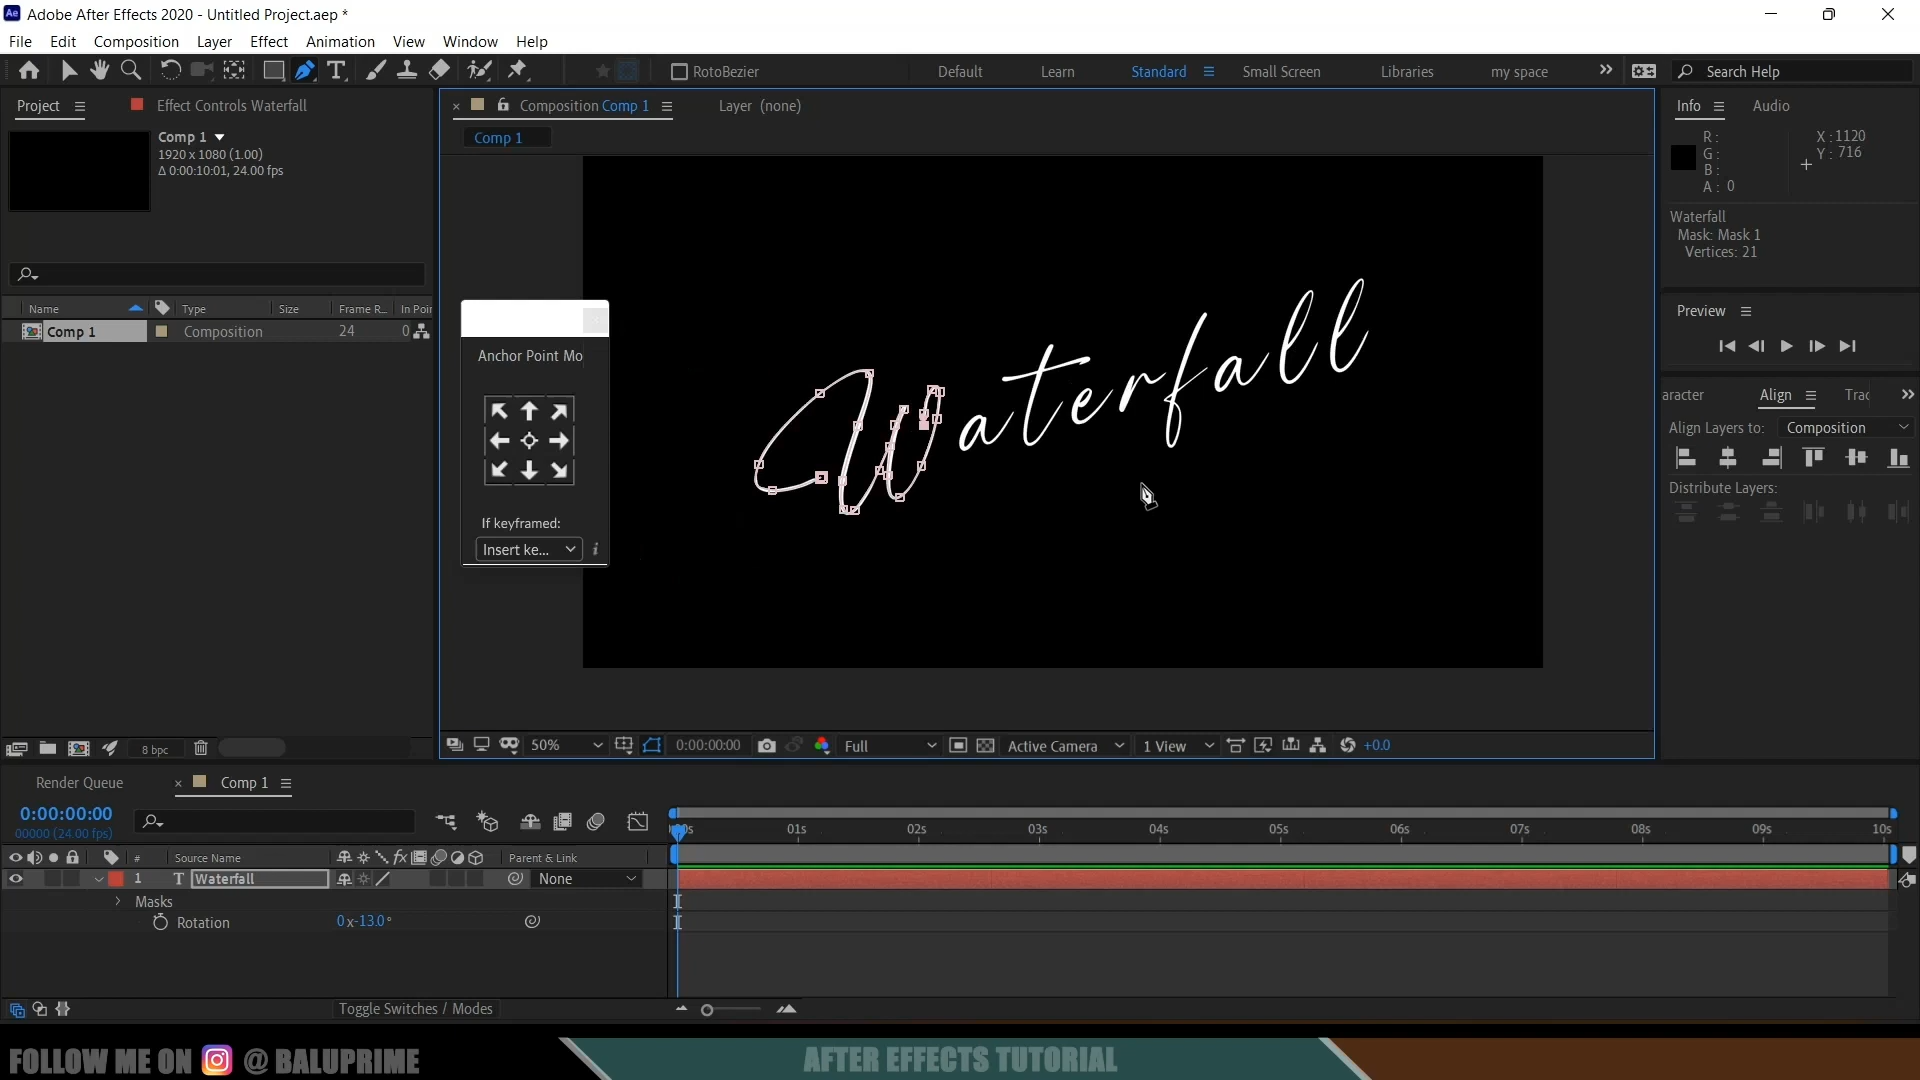 Adobe After Effects 2020 - Untitled Project.aep *
File Edit Composition Layer Effect Animation View Window Help
RotoBezier Default Learn Standard Small Screen Libraries my space Search Help
Project Effect Controls Waterfall
Composition Comp 1 Layer (none)
Info Audio
Comp 1
1920 x 1080 (1.00)
Δ 0:00:10:01, 24.00 fps
Comp 1
R :
G :
B :
A : 0
X : 1120
Y : 716
Waterfall
Mask: Mask 1
Vertices: 21
Preview
Name Type Size Frame R... In Poin
Comp 1 Composition 24 0
Anchor Point Mo
If keyframed:
Insert ke...
Waterfall
aracter Align Trac
Align Layers to: Composition
Distribute Layers:
8 bpc
50% 0:00:00:00 Full Active Camera 1 View +0.0
Render Queue Comp 1
0:00:00:00
00000 (24.00 fps)
01s 02s 03s 04s 05s 06s 07s 08s 09s 10s
# Source Name fx Parent & Link
1 T Waterfall None
Masks
Rotation 0x-13.0°
Toggle Switches / Modes
FOLLOW ME ON @ BALUPRIME
AFTER EFFECTS TUTORIAL